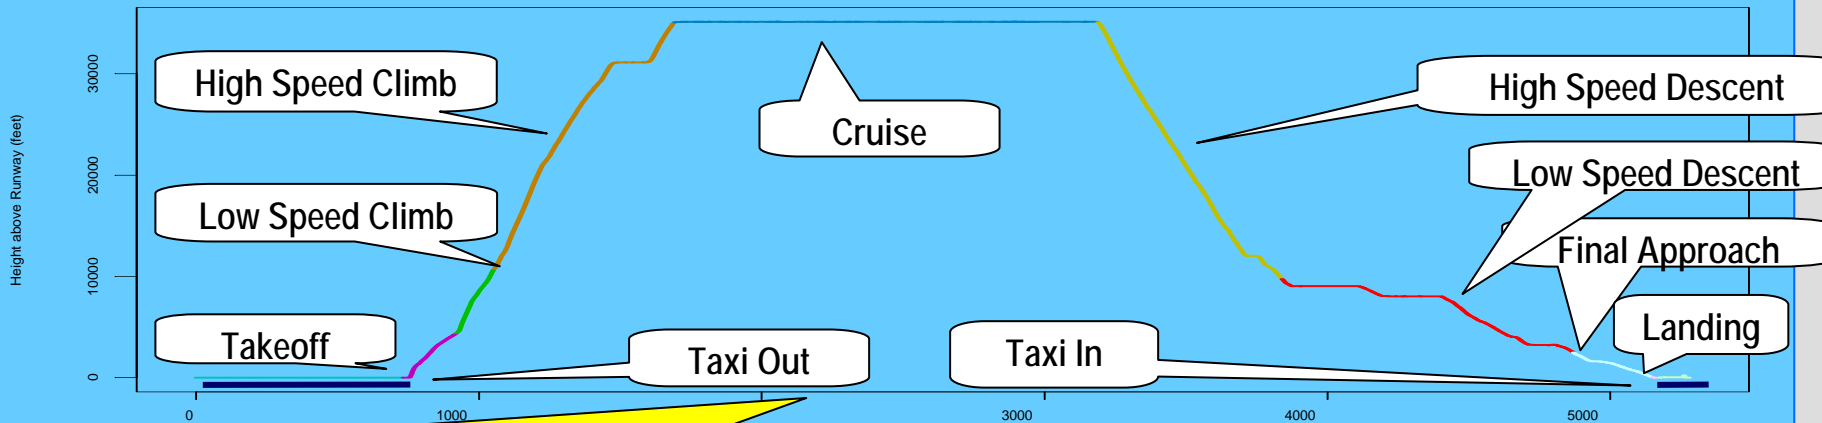 Height above Runway (feet)
30000
20000
10000
0
High Speed Climb
Low Speed Climb
Takeoff
Cruise
Taxi Out
Taxi In
High Speed Descent
Low Speed Descent
Final Approach
Landing
0
1000
3000
4000
5000